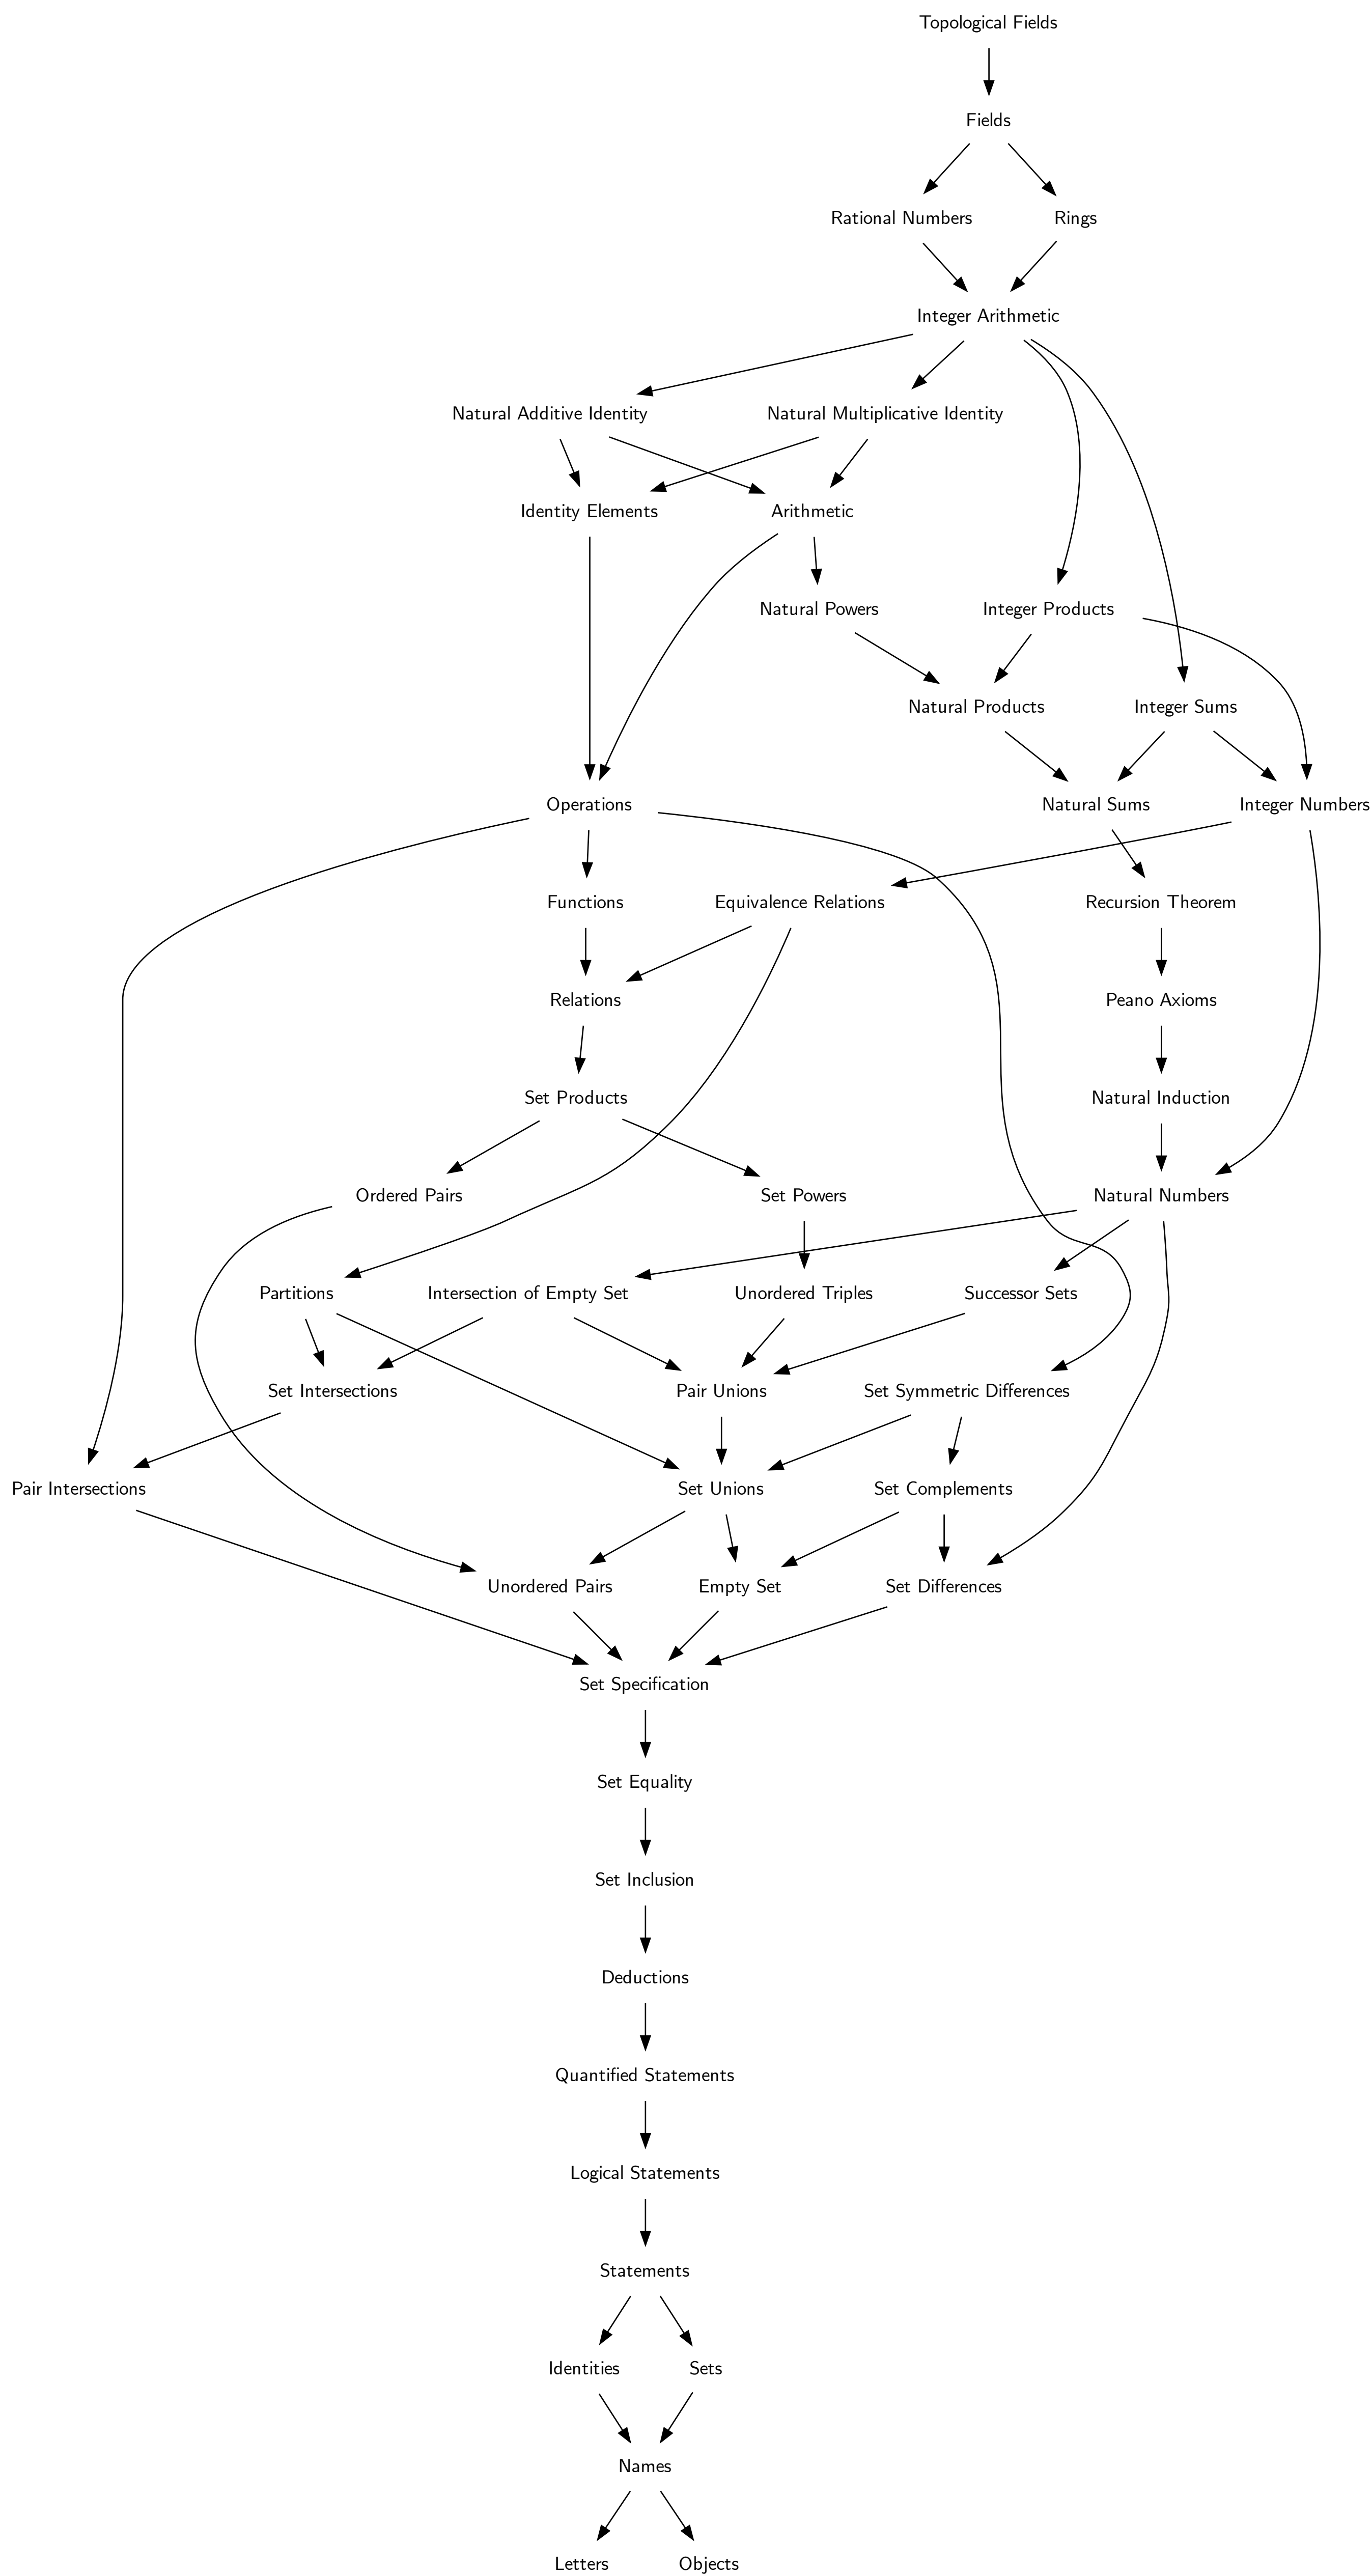 Topological Fields
Fields
Rational Numbers
Rings
Integer Arithmetic
Natural Additive Identity
Natural Multiplicative Identity
Identity Elements
Arithmetic
Natural Powers
Integer Products
Natural Products
Integer Sums
Operations
Natural Sums
Integer Numbers
Functions
Equivalence Relations
Recursion Theorem
Relations
Peano Axioms
Set Products
Natural Induction
Ordered Pairs
Set Powers
Natural Numbers
Partitions
Intersection of Empty Set
Unordered Triples
Successor Sets
Set Intersections
Pair Unions
Set Symmetric Differences
Pair Intersections
Set Unions
Set Complements
Unordered Pairs
Empty Set
Set Differences
Set Specification
Set Equality
Set Inclusion
Deductions
Quantified Statements
Logical Statements
Statements
Identities
Sets
Names
Letters
Objects